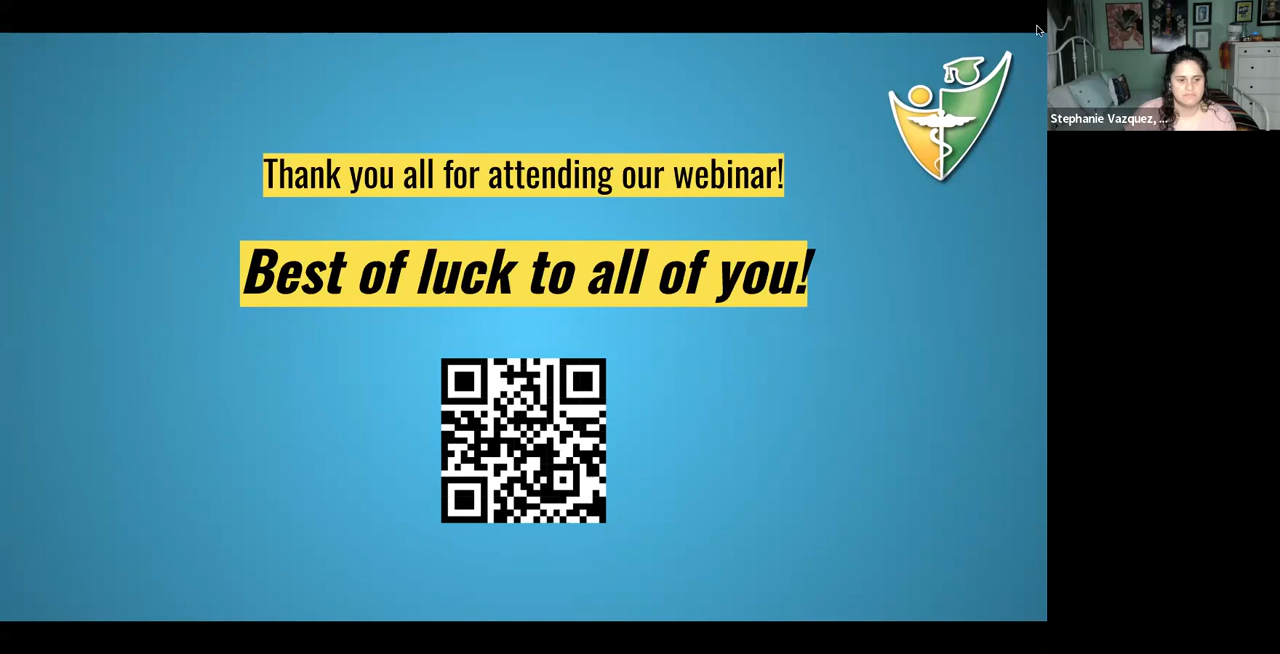 Thank you all for attending our webinar!
Best of luck to all of you!
Stephanie Vazquez, ...